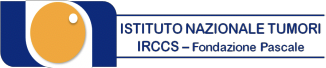 ISTITUTO NAZIONALE TUMORI
IRCCS – Fondazione Pascale